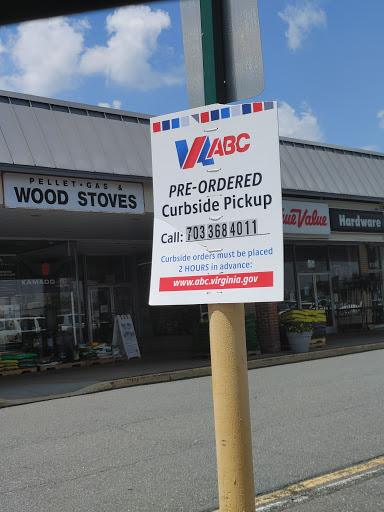 PELLET • GAS &
WOOD STOVES
KAMADO
VA ABC
PRE-ORDERED
Curbside Pickup
Call: 703 368 4011
Curbside orders must be placed
2 HOURS in advance:
www.abc.virginia.gov
True Value
Hardware